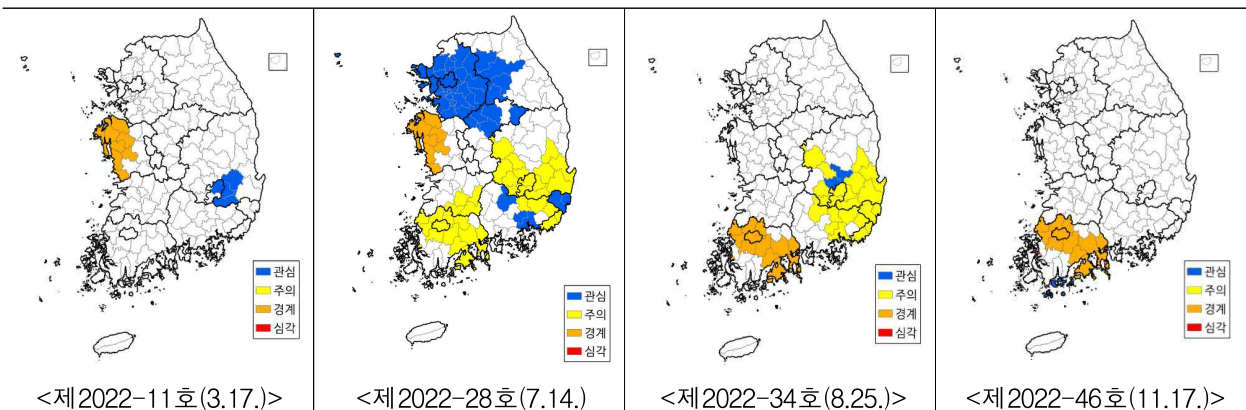 관심
주의
경계
심각
관심
주의
경계
심각
관심
주의
경계
심각
관심
주의
경계
심각
<제2022-11호(3.17.)>
<제2022-28호(7.14.)
<제2022-34호(8.25.)>
<제2022-46호(11.17.)>